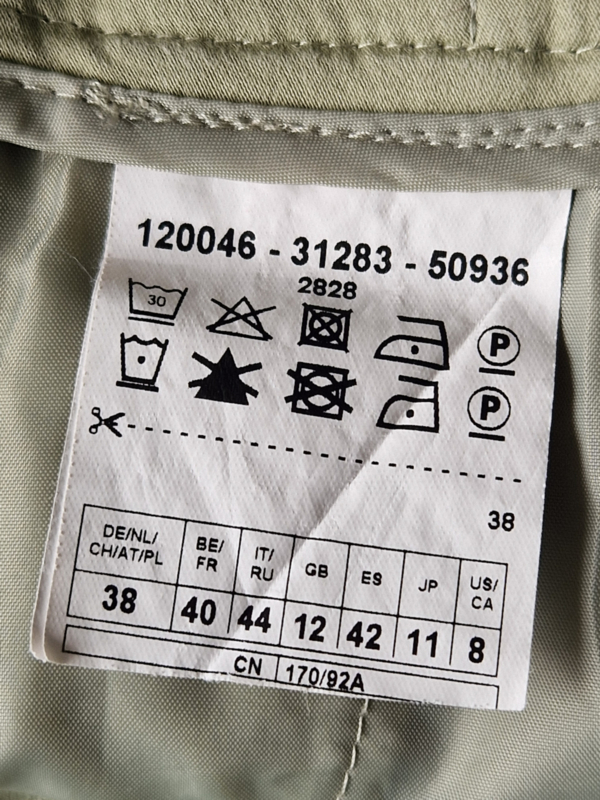 120046 - 31283 - 50936
2828
30
P
P
38
DE/NL/ CH/AT/PL BE/ FR IT/ RU GB ES JP US/ CA
38 40 44 12 42 11 8
CN 170/92A